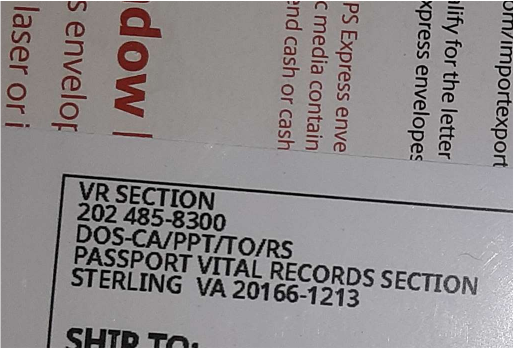 om/importexport
alify for the letter
xpress envelopes
PS Express enve
c media contain
end cash or cash
dow
s envelop
laser or i
VR SECTION
202 485-8300
DOS-CA/PPT/TO/RS
PASSPORT VITAL RECORDS SECTION
STERLING VA 20166-1213
SHIP TO: